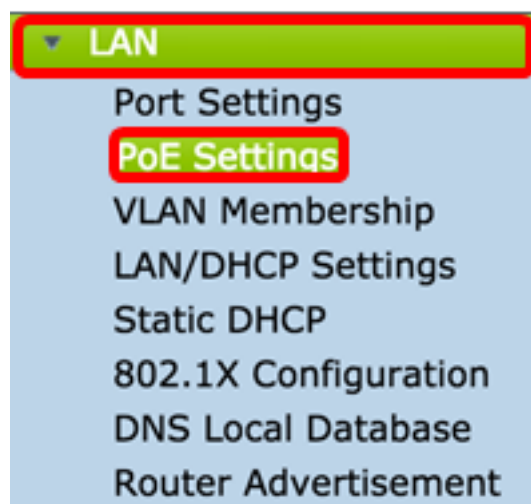 LAN
Port Settings
PoE Settings
VLAN Membership
LAN/DHCP Settings
Static DHCP
802.1X Configuration
DNS Local Database
Router Advertisement